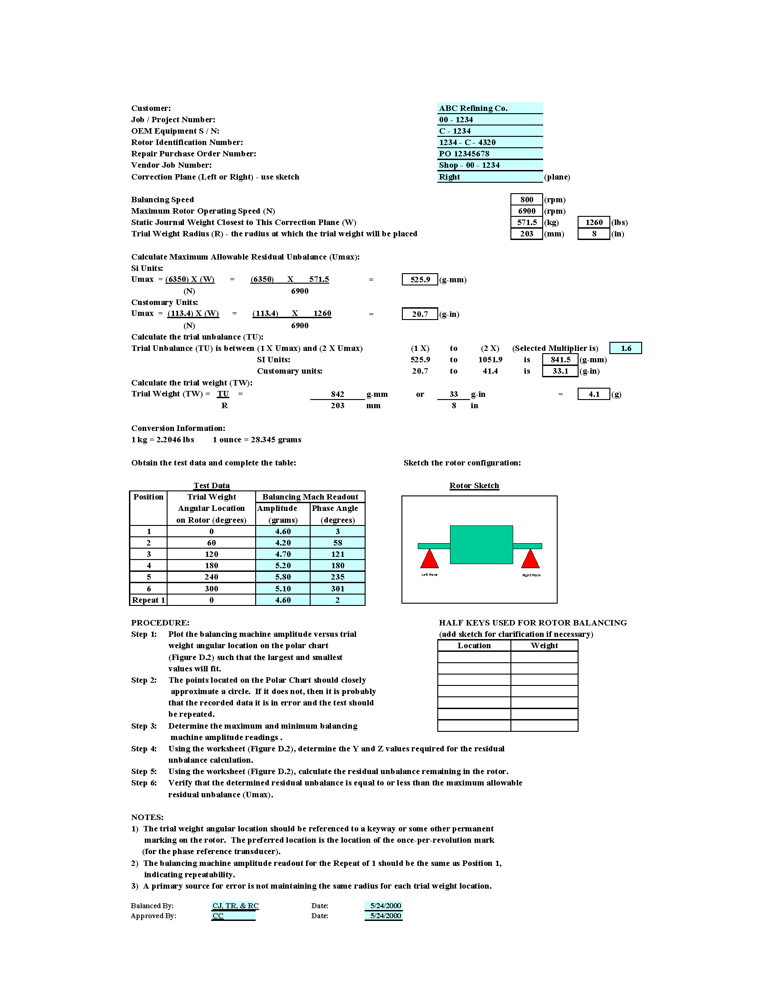 Customer: ABC Refining Co.
Job / Project Number: 00 - 1234
OEM Equipment S / N: C - 1234
Rotor Identification Number: 1234 - C - 4320
Repair Purchase Order Number: PO 12345678
Vendor Job Number: Shop - 00 - 1234
Correction Plane (Left or Right) - use sketch Right (plane)
Balancing Speed 800 (rpm)
Maximum Rotor Operating Speed (N) 6900 (rpm)
Static Journal Weight Closest to This Correction Plane (W) 571.5 (kg) 1260 (lbs)
Trial Weight Radius (R) - the radius at which the trial weight will be placed 203 (mm) 8 (in)
Calculate Maximum Allowable Residual Unbalance (Umax):
Si Units:
Umax = (6350) X (W) = (6350) X 571.5 = 525.9 (g-mm)
(N) 6900
Customary Units:
Umax = (113.4) X (W) = (113.4) X 1260 = 20.7 (g-in)
(N) 6900
Calculate the trial unbalance (TU):
Trial Unbalance (TU) is between (1 X Umax) and (2 X Umax) (1 X) to (2 X) (Selected Multiplier is) 1.6
SI Units: 525.9 to 1051.9 is 841.5 (g-mm)
Customary units: 20.7 to 41.4 is 33.1 (g-in)
Calculate the trial weight (TW):
Trial Weight (TW) = TU = 842 g-mm or 33 g-in = 4.1 (g)
R 203 mm 8 in
Conversion Information:
1 kg = 2.2046 lbs 1 ounce = 28.345 grams
Obtain the test data and complete the table: Sketch the rotor configuration:
Test Data Rotor Sketch
Position Trial Weight Balancing Mach Readout
Angular Location Amplitude Phase Angle
on Rotor (degrees) (grams) (degrees)
1 0 4.60 3
2 60 4.20 58
3 120 4.70 121
4 180 5.20 180
5 240 5.80 235
6 300 5.10 301
Repeat 1 0 4.60 2
Left Plane Right Plane
PROCEDURE: HALF KEYS USED FOR ROTOR BALANCING
Step 1: Plot the balancing machine amplitude versus trial (add sketch for clarification if necessary)
weight angular location on the polar chart Location Weight
(Figure D.2) such that the largest and smallest
values will fit.
Step 2: The points located on the Polar Chart should closely
approximate a circle. If it does not, then it is probably
that the recorded data it is in error and the test should
be repeated.
Step 3: Determine the maximum and minimum balancing
machine amplitude readings .
Step 4: Using the worksheet (Figure D.2), determine the Y and Z values required for the residual
unbalance calculation.
Step 5: Using the worksheet (Figure D.2), calculate the residual unbalance remaining in the rotor.
Step 6: Verify that the determined residual unbalance is equal to or less than the maximum allowable
residual unbalance (Umax).
NOTES:
1) The trial weight angular location should be referenced to a keyway or some other permanent
marking on the rotor. The preferred location is the location of the once-per-revolution mark
(for the phase reference transducer).
2) The balancing machine amplitude readout for the Repeat of 1 should be the same as Position 1,
indicating repeatability.
3) A primary source for error is not maintaining the same radius for each trial weight location.
Balanced By: CJ, TR, & RC Date: 5/24/2000
Approved By: CC Date: 5/24/2000